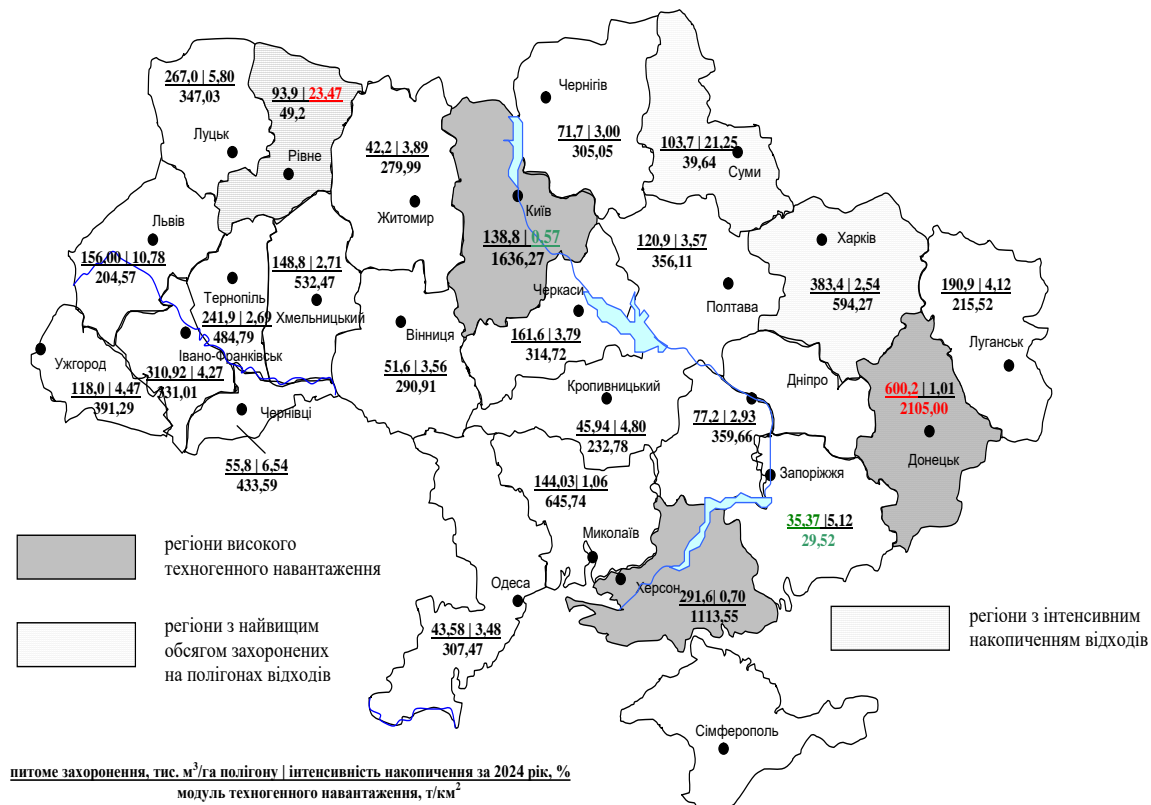 267,0 | 5,80
347,03
Луцьк
93,9 | 23,47
49,2
Рівне
42,2 | 3,89
279,99
Житомир
Чернігів
71,7 | 3,00
305,05
103,7 | 21,25
39,64
Суми
Київ
138,8 | 0,57
1636,27
Львів
156,00 | 10,78
204,57
Тернопіль
241,9 | 2,69
484,79
148,8 | 2,71
532,47
Хмельницький
Вінниця
51,6 | 3,56
290,91
Черкаси
161,6 | 3,79
314,72
120,9 | 3,57
356,11
Полтава
Харків
383,4 | 2,54
594,27
190,9 | 4,12
215,52
Луганськ
Ужгород
118,0 | 4,47
391,29
Івано-Франківськ
310,92 | 4,27
231,01
Чернівці
55,8 | 6,54
433,59
Кропивницький
45,94 | 4,80
232,78
Дніпро
77,2 | 2,93
359,66
600,2 | 1,01
2105,00
Донецьк
Запоріжжя
35,37 |5,12
29,52
144,03| 1,06
645,74
Миколаїв
Херсон
291,6| 0,70
1113,55
Одеса
43,58 | 3,48
307,47
Сімферополь
регіони високого
техногенного навантаження
регіони з найвищим
обсягом захоронених
на полігонах відходів
регіони з інтенсивним
накопиченням відходів
питоме захоронення, тис. м³/га полігону | інтенсивність накопичення за 2024 рік, %
модуль техногенного навантаження, т/км²